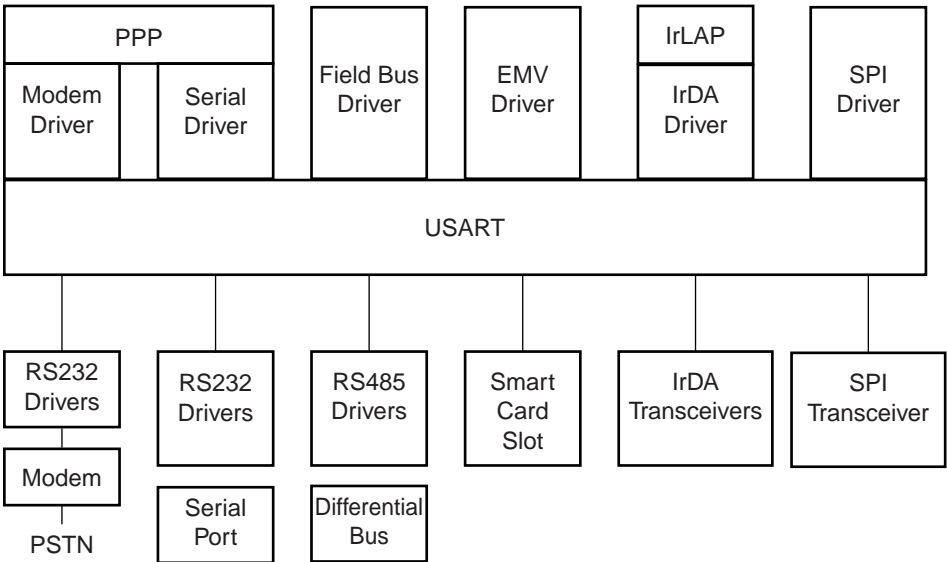 PPP
Modem
Driver
Serial
Driver
Field Bus
Driver
EMV
Driver
IrLAP
IrDA
Driver
SPI
Driver
USART
RS232
Drivers
Modem
PSTN
RS232
Drivers
Serial
Port
RS485
Drivers
Differential
Bus
Smart
Card
Slot
IrDA
Transceivers
SPI
Transceiver